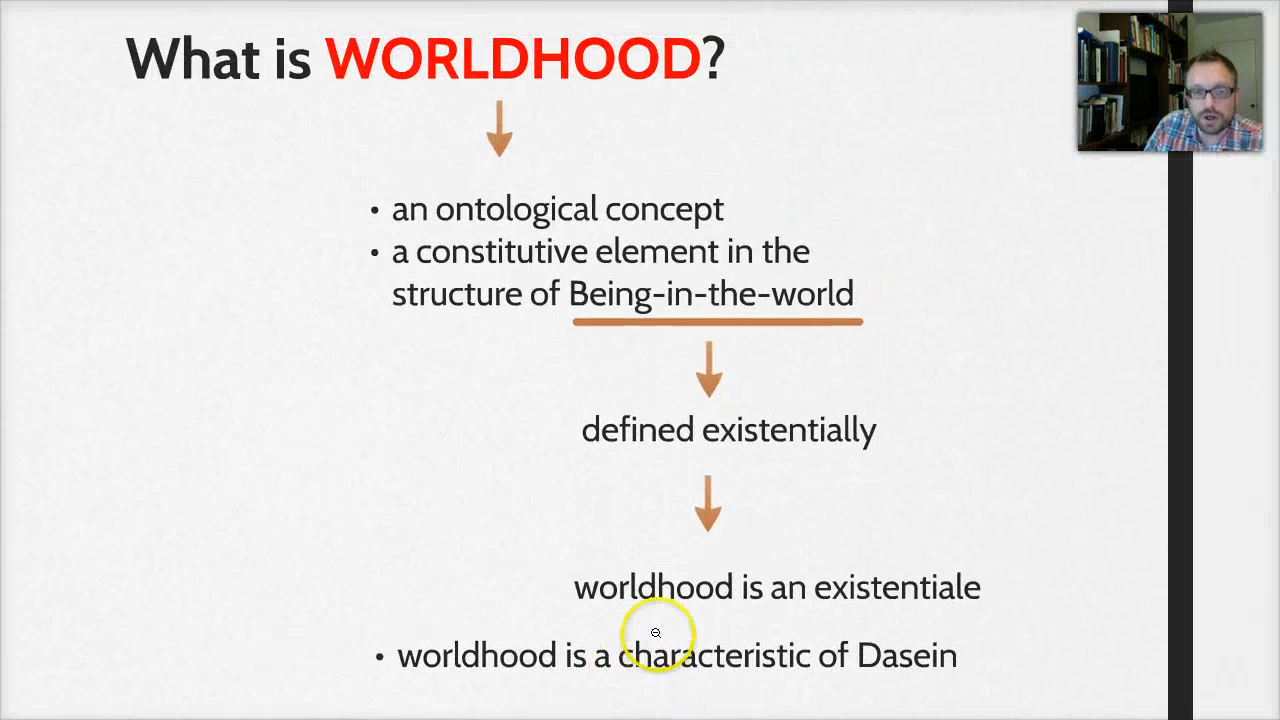 What is WORLDHOOD?
• an ontological concept
• a constitutive element in the
structure of Being-in-the-world
defined existentially
worldhood is an existentiale
• worldhood is a characteristic of Dasein